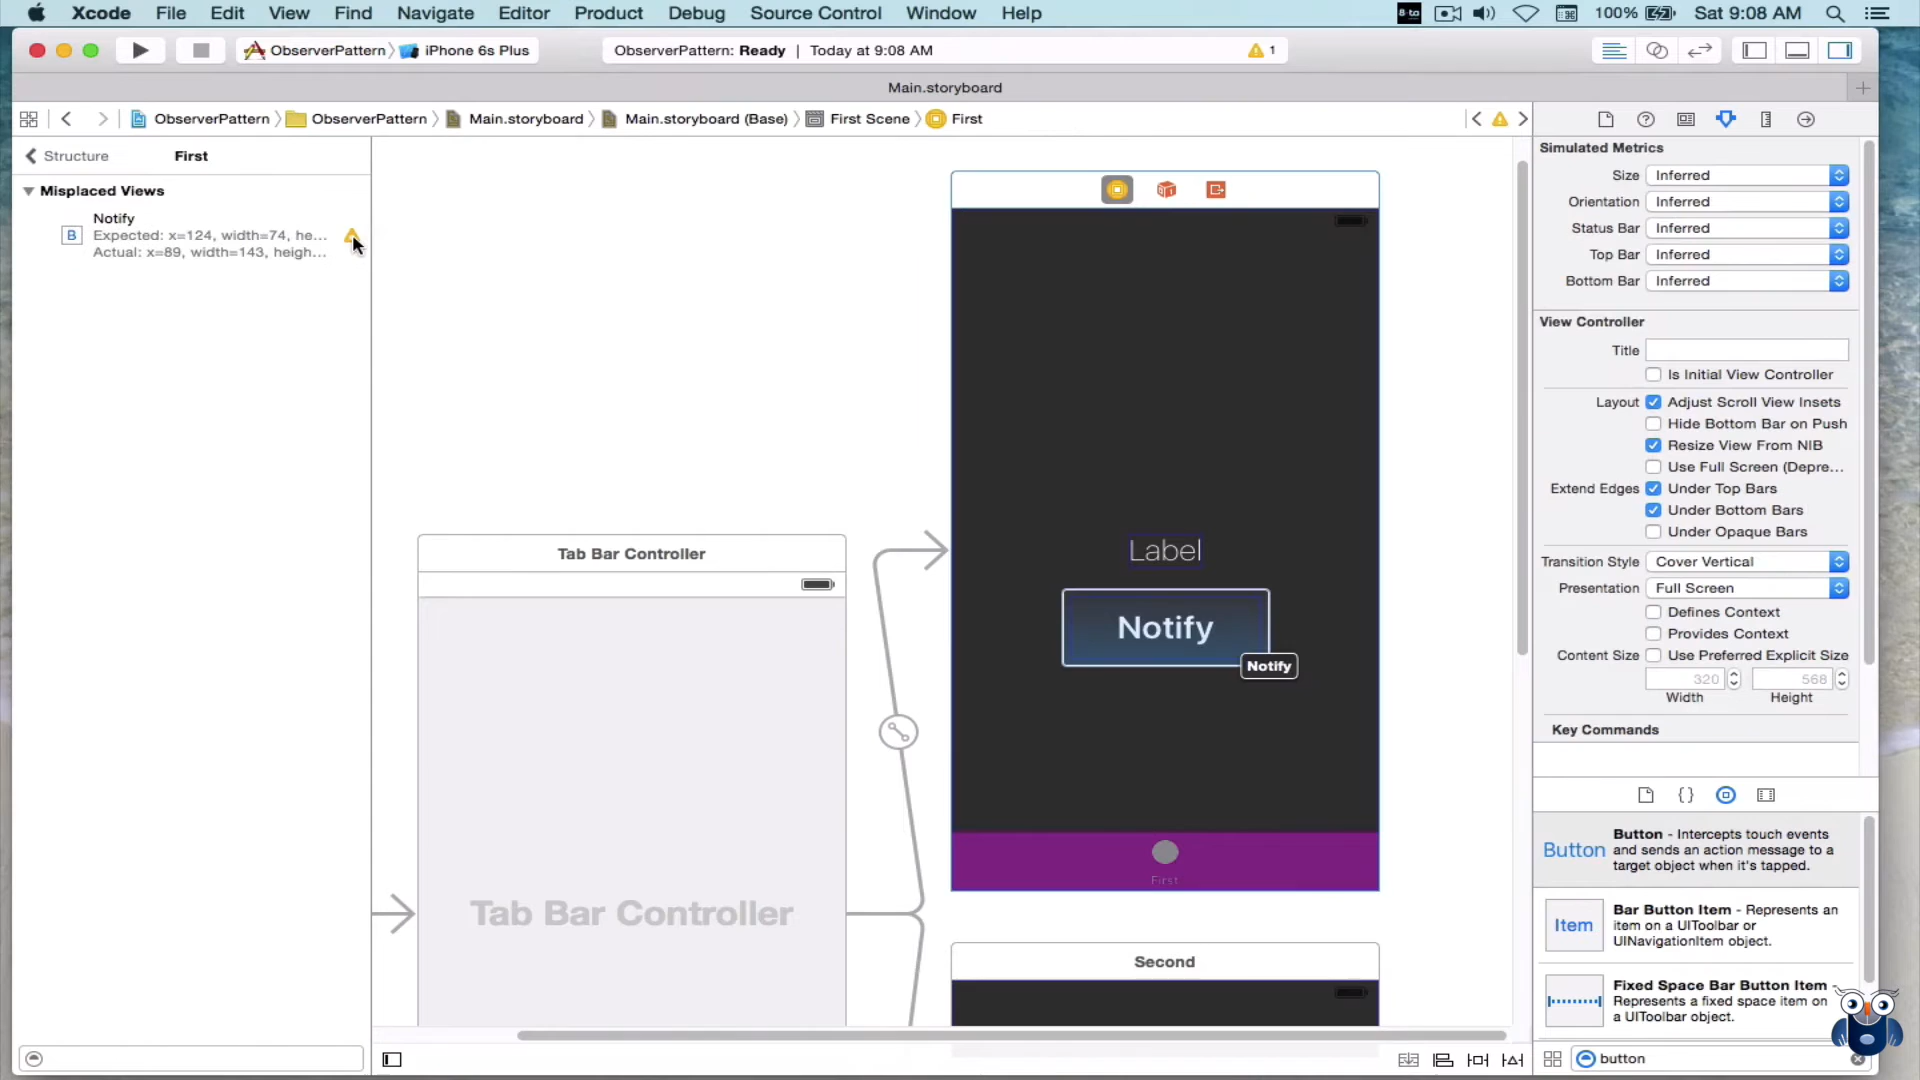 Xcode File Edit View Find Navigate Editor Product Debug Source Control Window Help 8-to 100% Sat 9:08 AM
ObserverPattern iPhone 6s Plus ObserverPattern: Ready | Today at 9:08 AM 1
Main.storyboard
ObserverPattern ObserverPattern Main.storyboard Main.storyboard (Base) First Scene First
Structure First
Misplaced Views
Notify
B Expected: x=124, width=74, he...
Actual: x=89, width=143, heigh...
Tab Bar Controller
Tab Bar Controller
Label
Notify
Notify
First
Second
Simulated Metrics
Size Inferred
Orientation Inferred
Status Bar Inferred
Top Bar Inferred
Bottom Bar Inferred
View Controller
Title
Is Initial View Controller
Layout Adjust Scroll View Insets
Hide Bottom Bar on Push
Resize View From NIB
Use Full Screen (Depre...
Extend Edges Under Top Bars
Under Bottom Bars
Under Opaque Bars
Transition Style Cover Vertical
Presentation Full Screen
Defines Context
Provides Context
Content Size Use Preferred Explicit Size
320 568
Width Height
Key Commands
{}
Button Button - Intercepts touch events
and sends an action message to a
target object when it's tapped.
Item Bar Button Item - Represents an
item on a UIToolbar or
UINavigationItem object.
Fixed Space Bar Button Item -
Represents a fixed space item on
a UIToolbar object.
button